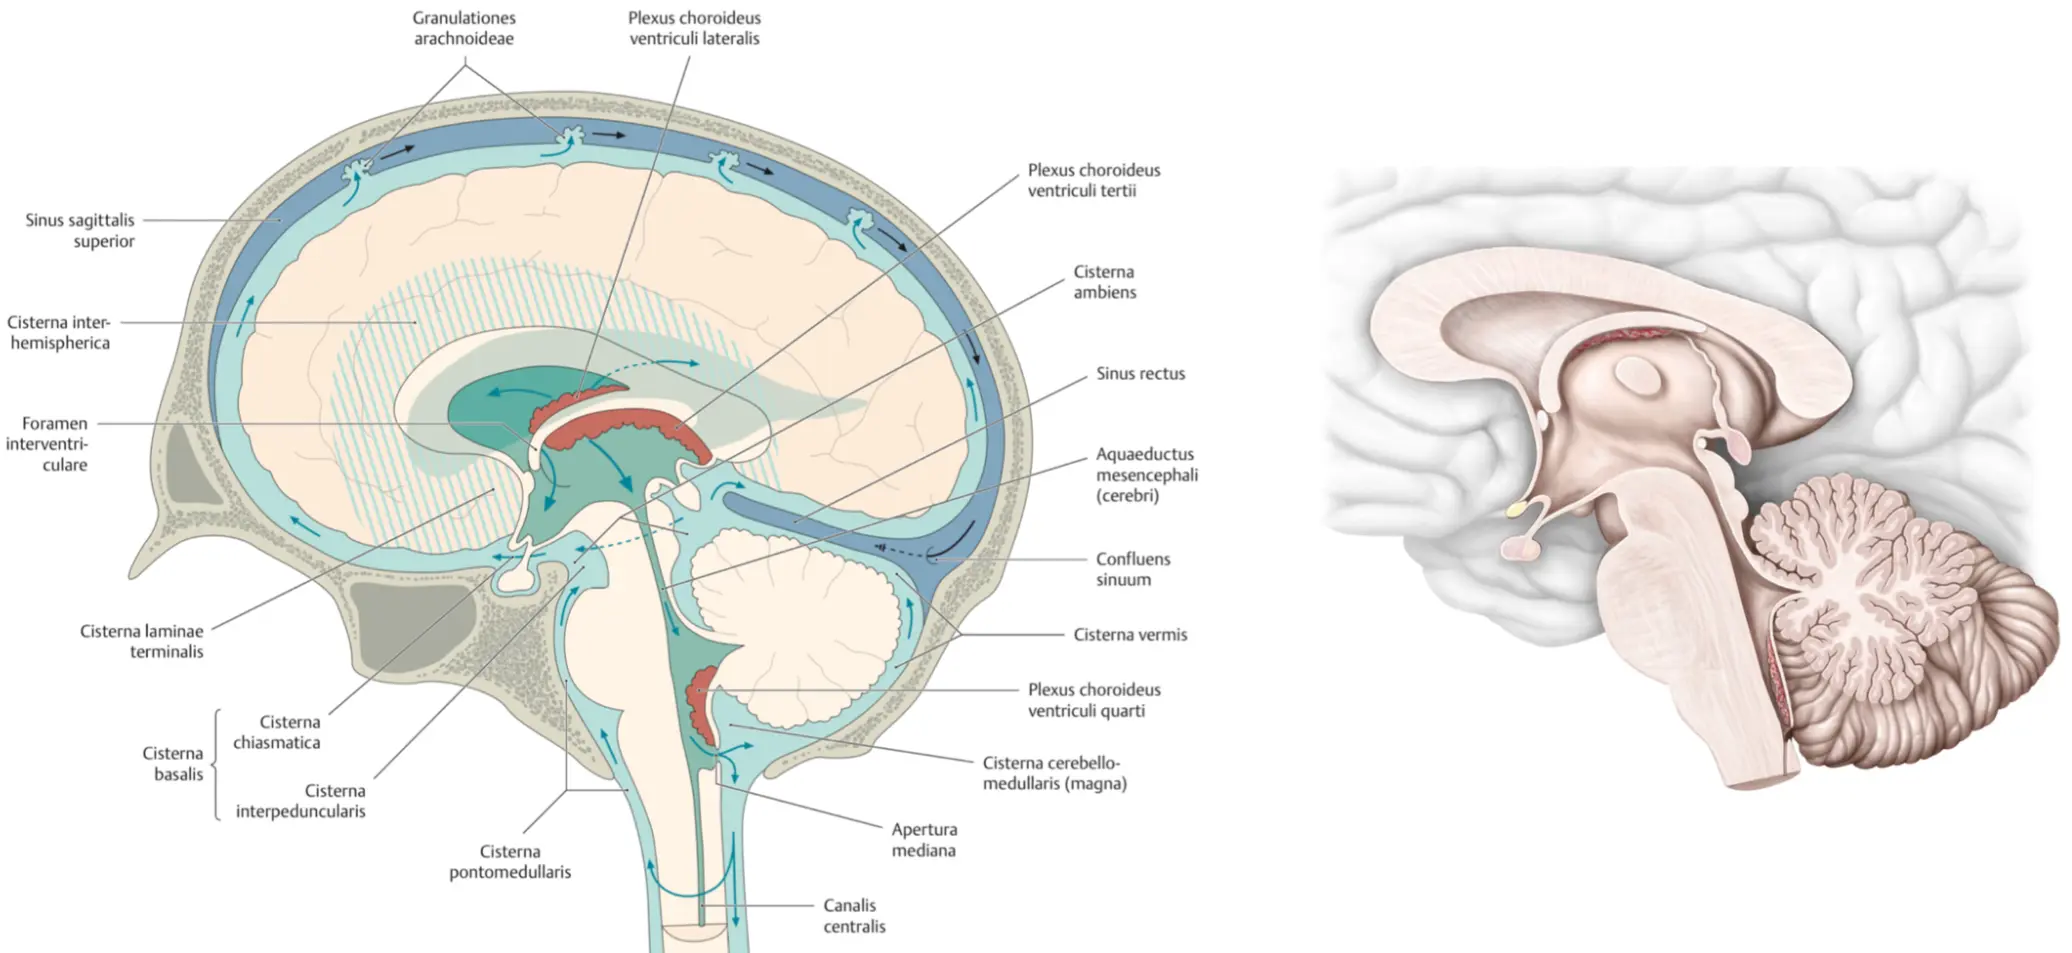 Granulationes
arachnoideae
Plexus choroideus
ventriculi lateralis
Plexus choroideus
ventriculi tertii
Sinus sagittalis
superior
Cisterna
ambiens
Cisterna inter-
hemispherica
Sinus rectus
Foramen
interventri-
culare
Aquaeductus
mesencephali
(cerebri)
Confluens
sinuum
Cisterna laminae
terminalis
Cisterna vermis
Plexus choroideus
ventriculi quarti
Cisterna
chiasmatica
Cisterna
basalis
Cisterna
interpeduncularis
Cisterna cerebello-
medullaris (magna)
Apertura
mediana
Cisterna
pontomedullaris
Canalis
centralis